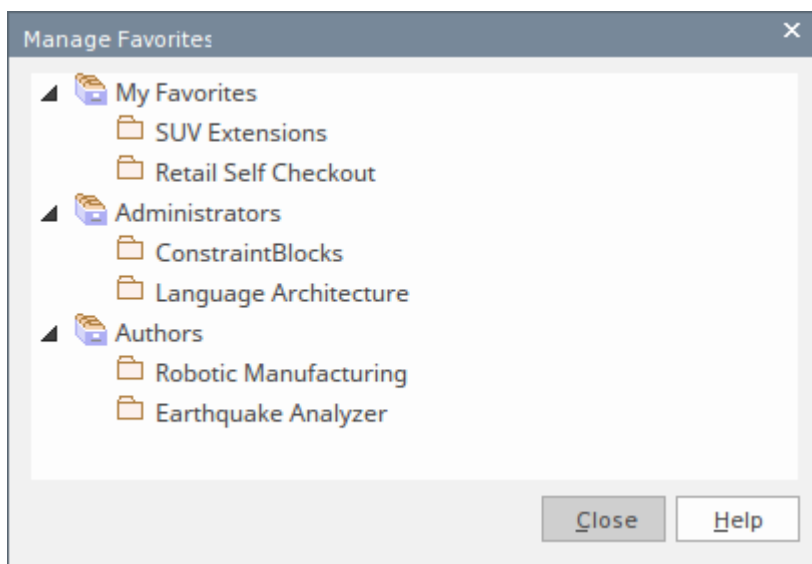 Manage Favorites
My Favorites
SUV Extensions
Retail Self Checkout
Administrators
ConstraintBlocks
Language Architecture
Authors
Robotic Manufacturing
Earthquake Analyzer
Close Help